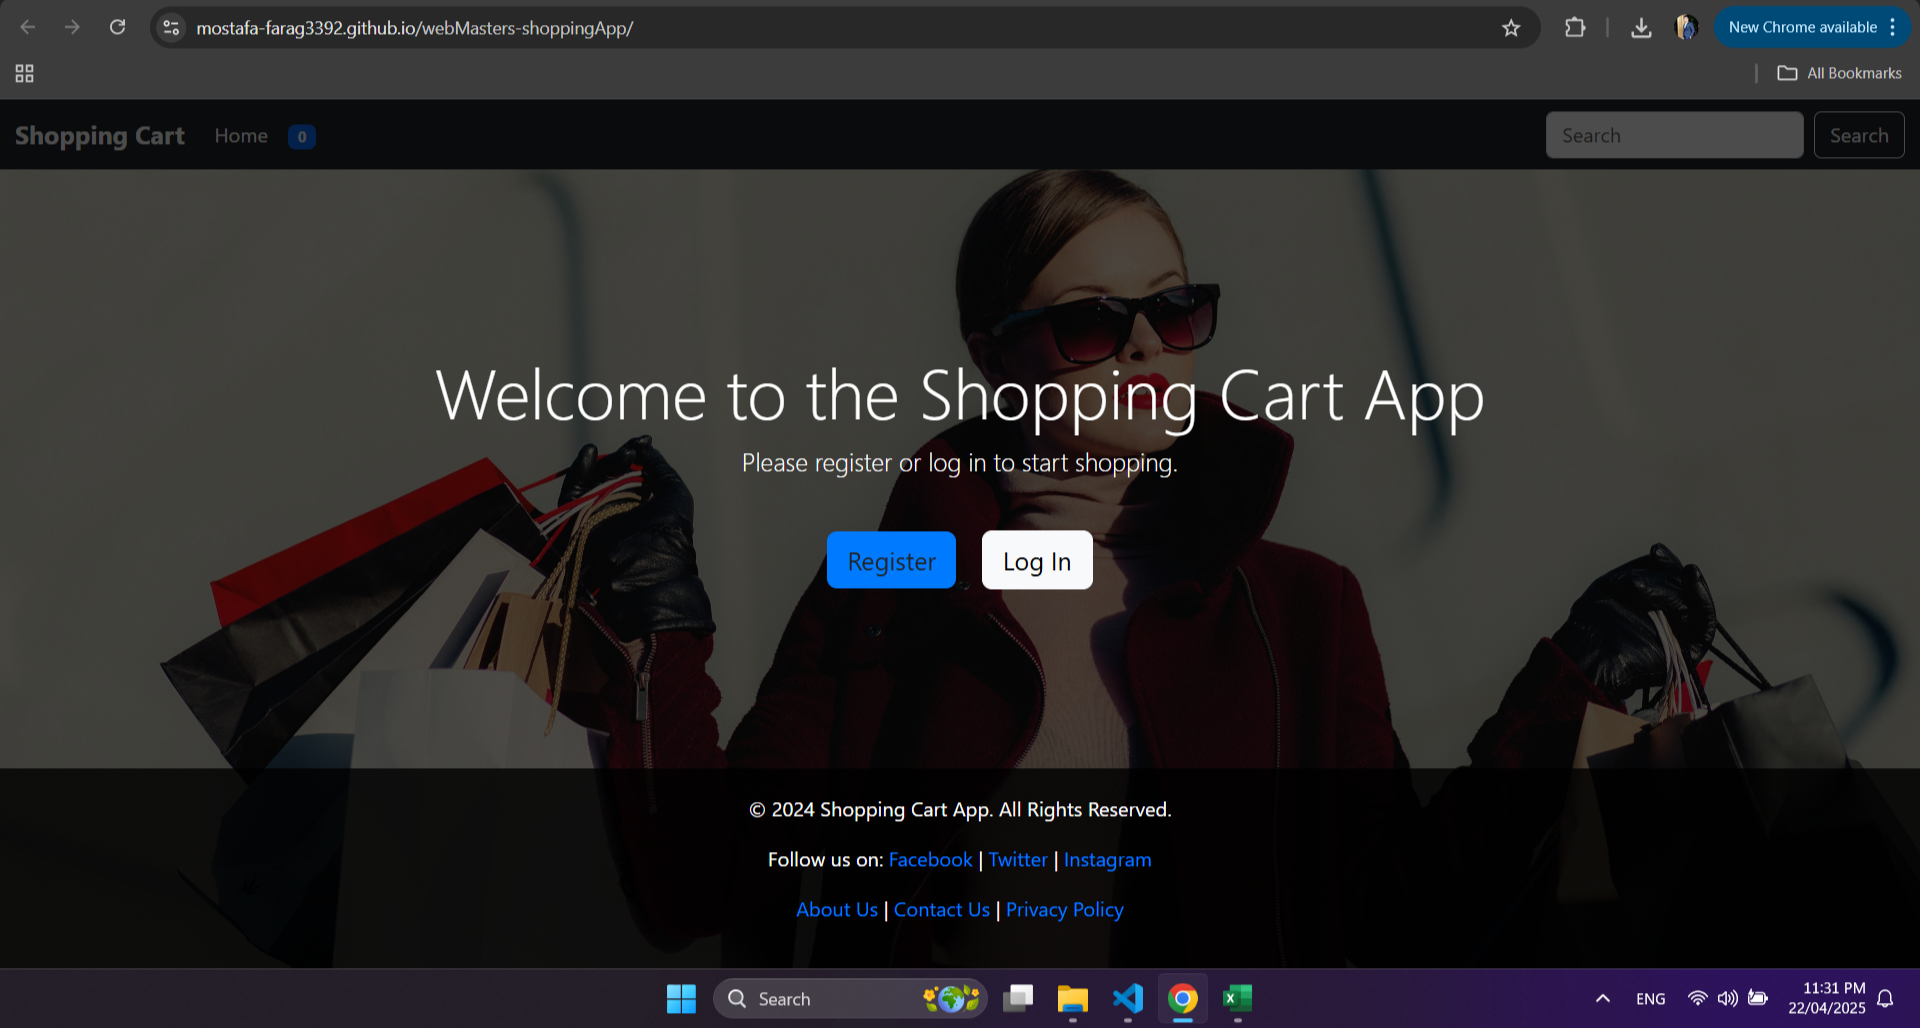 mostafa-farag3392.github.io/webMasters-shoppingApp/
New Chrome available
All Bookmarks
Shopping Cart Home 0 Search Search
Welcome to the Shopping Cart App
Please register or log in to start shopping.
Register Log In
© 2024 Shopping Cart App. All Rights Reserved.
Follow us on: Facebook | Twitter | Instagram
About Us | Contact Us | Privacy Policy
Search
ENG
11:31 PM
22/04/2025